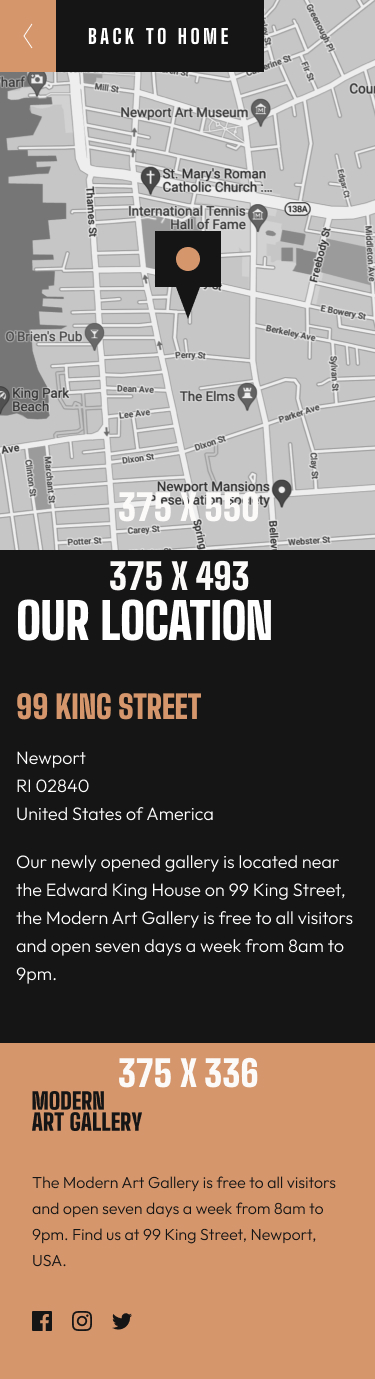 BACK TO HOME
Greenough Pl
erine St
Fir St
harf
Mill St
Cour
Newport Art Museum
St. Mary's Roman
Catholic Church :...
Edgar Ct
International Tennis
Hall of Fame
138A
Thames St
Freebody St
Middleton Ave
E Bowery St
Berkeley Ave
O'Brien's Pub
Perry St
Sylvan St
Dean Ave
The Elms
King Park
Beach
Lee Ave
Parker Ave
Dixon St
Ave
Dixon St
Clinton St
Marchant St
Clay St
Newport Mansions
Preservation Society
375 X 550
Carey St
Spring
Bellev
Potter St
Webster St
375 X 493
OUR LOCATION
99 KING STREET
Newport
RI 02840
United States of America
Our newly opened gallery is located near
the Edward King House on 99 King Street,
the Modern Art Gallery is free to all visitors
and open seven days a week from 8am to
9pm.
375 X 336
MODERN
ART GALLERY
The Modern Art Gallery is free to all visitors
and open seven days a week from 8am to
9pm. Find us at 99 King Street, Newport,
USA.